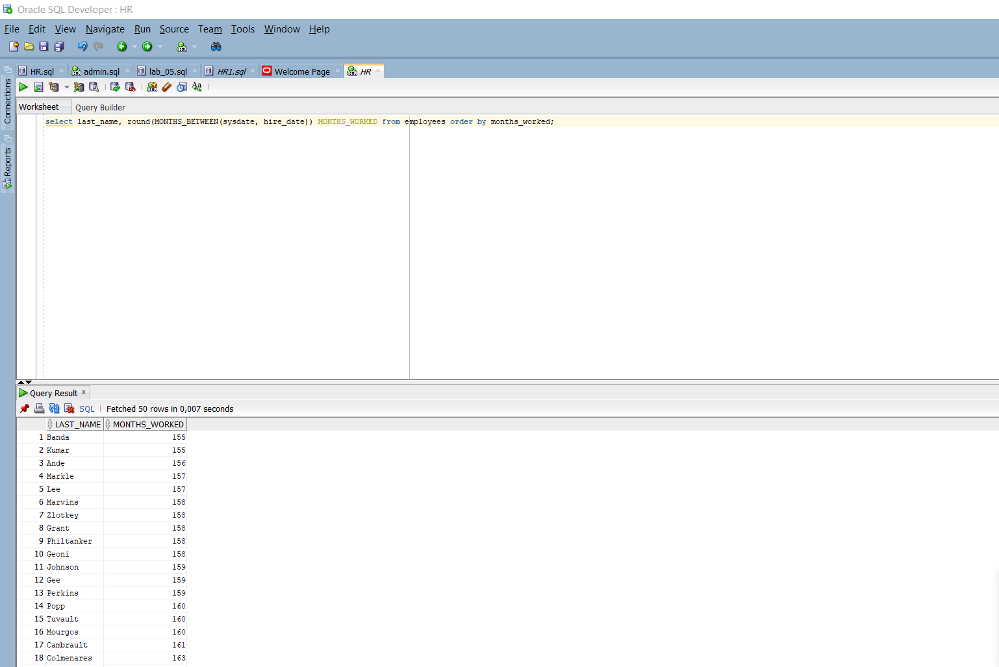 Oracle SQL Developer : HR
File Edit View Navigate Run Source Team Tools Window Help
HR.sql admin.sql lab_05.sql HR1.sql Welcome Page HR
Connections
Reports
Worksheet Query Builder
select last_name, round(MONTHS_BETWEEN(sysdate, hire_date)) MONTHS_WORKED from employees order by months_worked;
Query Result
SQL Fetched 50 rows in 0,007 seconds
LAST_NAME MONTHS_WORKED
1 Banda 155
2 Kumar 155
3 Ande 156
4 Markle 157
5 Lee 157
6 Marvins 158
7 Zlotkey 158
8 Grant 158
9 Philtanker 158
10 Geoni 158
11 Johnson 159
12 Gee 159
13 Perkins 159
14 Popp 160
15 Tuvault 160
16 Mourgos 160
17 Cambrault 161
18 Colmenares 163